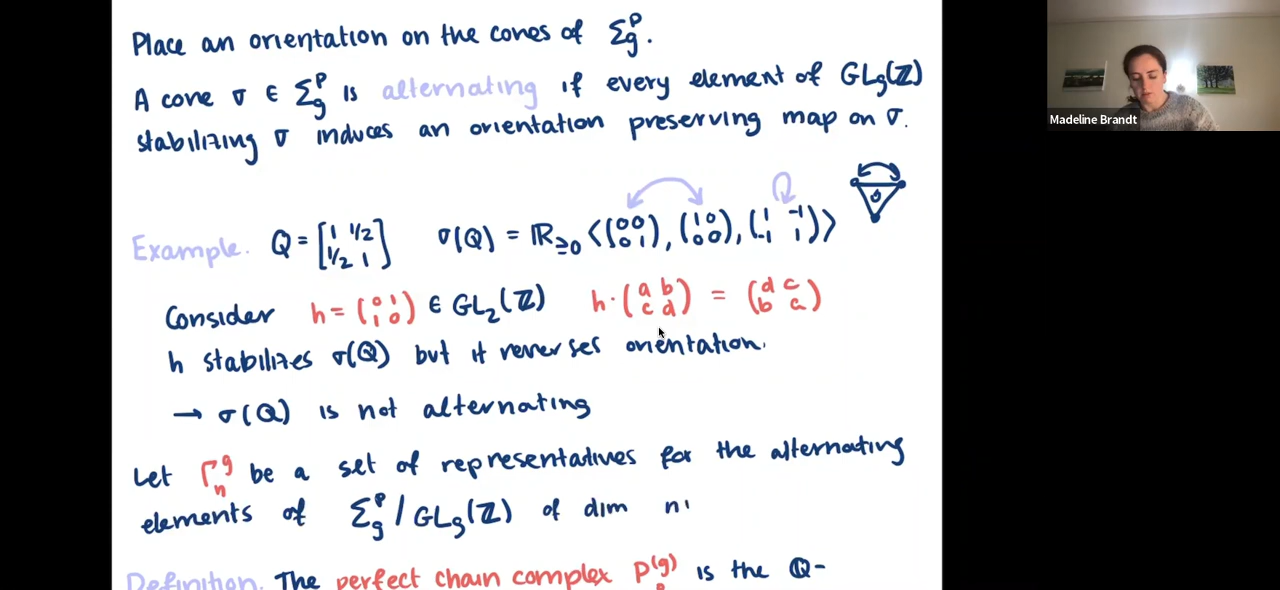 Place an orientation on the cones of Σ_g^P.
A cone σ ∈ Σ_g^P is alternating if every element of GL_g(ℤ)
stabilizing σ induces an orientation preserving map on σ.
Madeline Brandt
Example. Q = [1 1/2; 1/2 1] σ(Q) = ℝ_≥0 ⟨(0 0; 0 1), (1 0; 0 0), (1 -1; -1 1)⟩
Consider h = (0 1; 1 0) ∈ GL_2(ℤ) h · (a b; c d) = (d c; b a)
h stabilizes σ(Q) but it reverses orientation.
→ σ(Q) is not alternating
Let Γ_n^g be a set of representatives for the alternating
elements of Σ_g^P / GL_g(ℤ) of dim n
Definition. The perfect chain complex P^(g) is the ℚ-